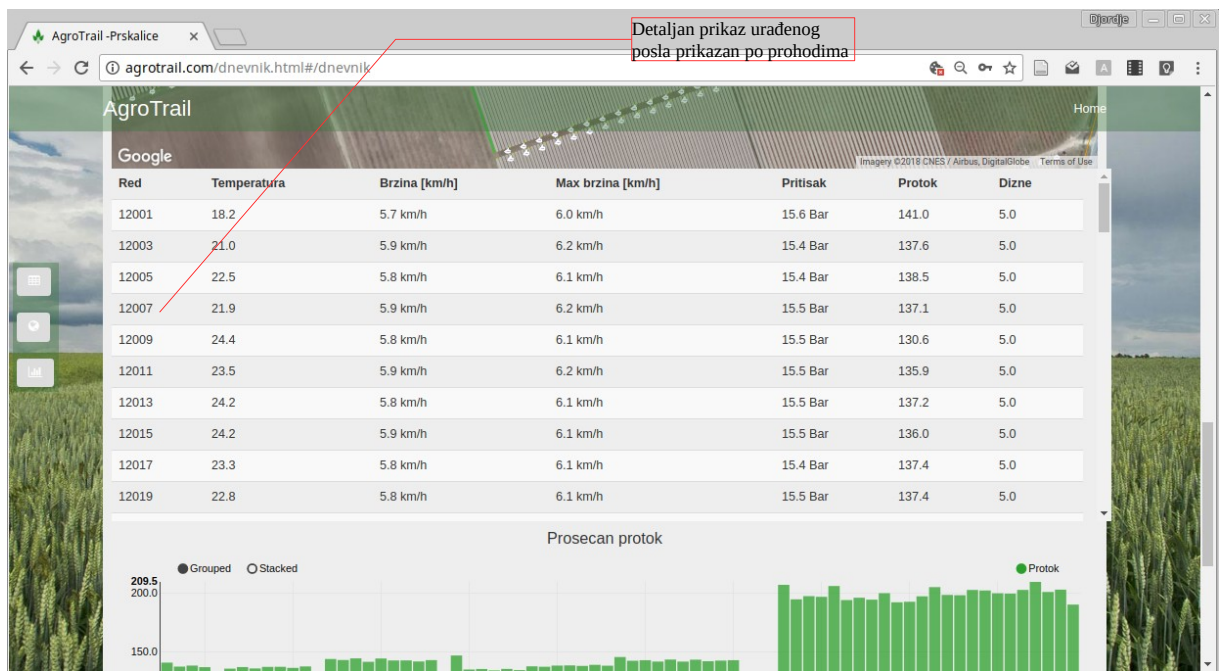 Djordje
AgroTrail -Prskalice
agrotrail.com/dnevnik.html#/dnevnik
Detaljan prikaz urađenog
posla prikazan po prohodima
AgroTrail Home
Google
Imagery ©2018 CNES / Airbus, DigitalGlobe Terms of Use
Red Temperatura Brzina [km/h] Max brzina [km/h] Pritisak Protok Dizne
12001 18.2 5.7 km/h 6.0 km/h 15.6 Bar 141.0 5.0
12003 21.0 5.9 km/h 6.2 km/h 15.4 Bar 137.6 5.0
12005 22.5 5.8 km/h 6.1 km/h 15.4 Bar 138.5 5.0
12007 21.9 5.9 km/h 6.2 km/h 15.5 Bar 137.1 5.0
12009 24.4 5.8 km/h 6.1 km/h 15.5 Bar 130.6 5.0
12011 23.5 5.9 km/h 6.2 km/h 15.5 Bar 135.9 5.0
12013 24.2 5.8 km/h 6.1 km/h 15.5 Bar 137.2 5.0
12015 24.2 5.9 km/h 6.1 km/h 15.5 Bar 136.0 5.0
12017 23.3 5.8 km/h 6.1 km/h 15.4 Bar 137.4 5.0
12019 22.8 5.8 km/h 6.1 km/h 15.5 Bar 137.4 5.0
Prosecan protok
Grouped Stacked Protok
209.5
200.0
150.0